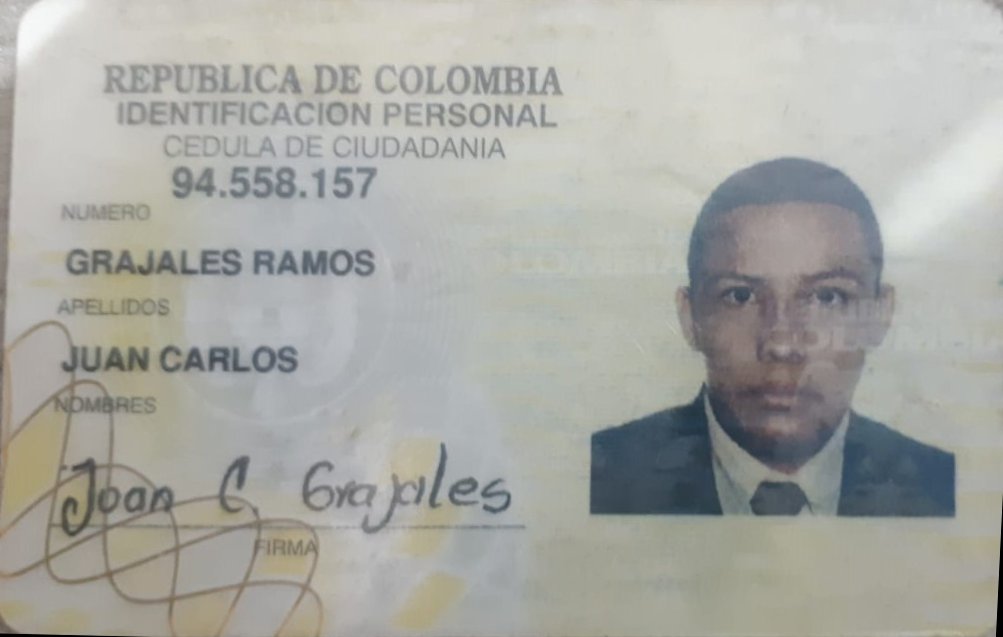 REPUBLICA DE COLOMBIA
IDENTIFICACION PERSONAL
CEDULA DE CIUDADANIA
94.558.157
NUMERO
GRAJALES RAMOS
APELLIDOS
JUAN CARLOS
NOMBRES
Juan C. Grajales
FIRMA